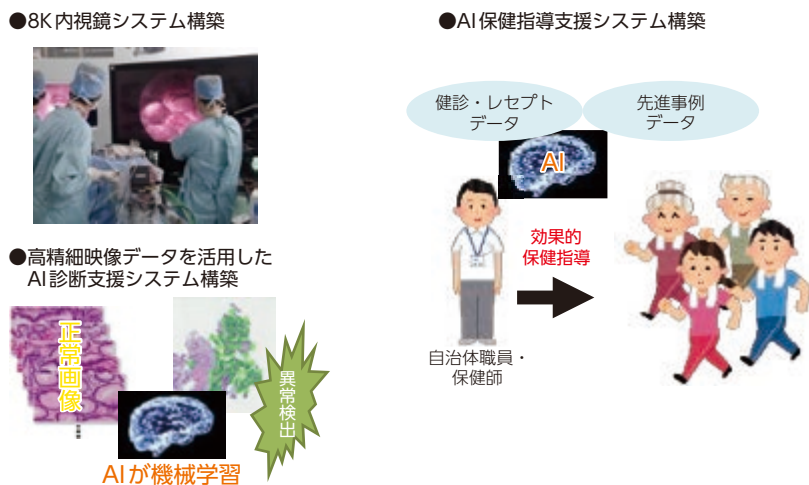 ●8K内視鏡システム構築
●高精細映像データを活用した
AI診断支援システム構築
正常画像
異常検出
AIが機械学習
●AI保健指導支援システム構築
健診・レセプト
データ
先進事例
データ
AI
効果的
保健指導
自治体職員・
保健師